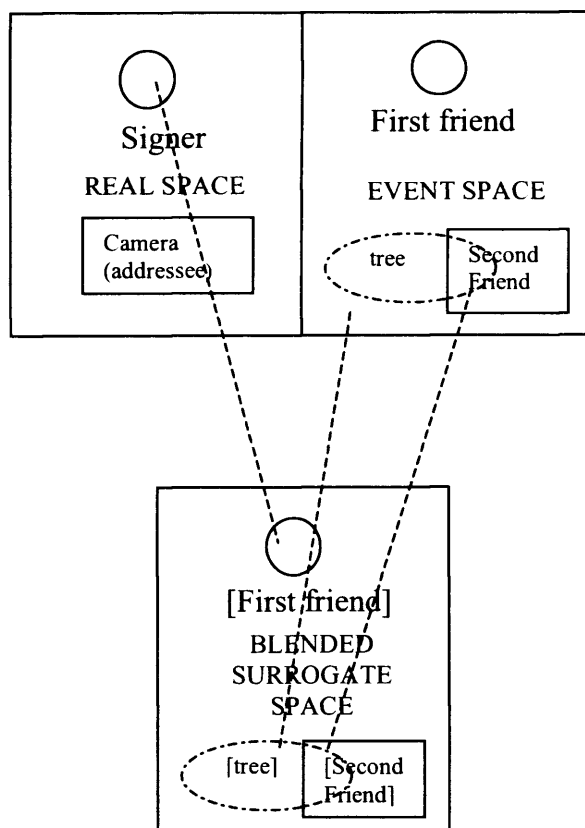 Signer
REAL SPACE
Camera
(addressee)
First friend
EVENT SPACE
tree
Second
Friend
[First friend]
BLENDED
SURROGATE
SPACE
⌈tree⌉
[Second
Friend⌉